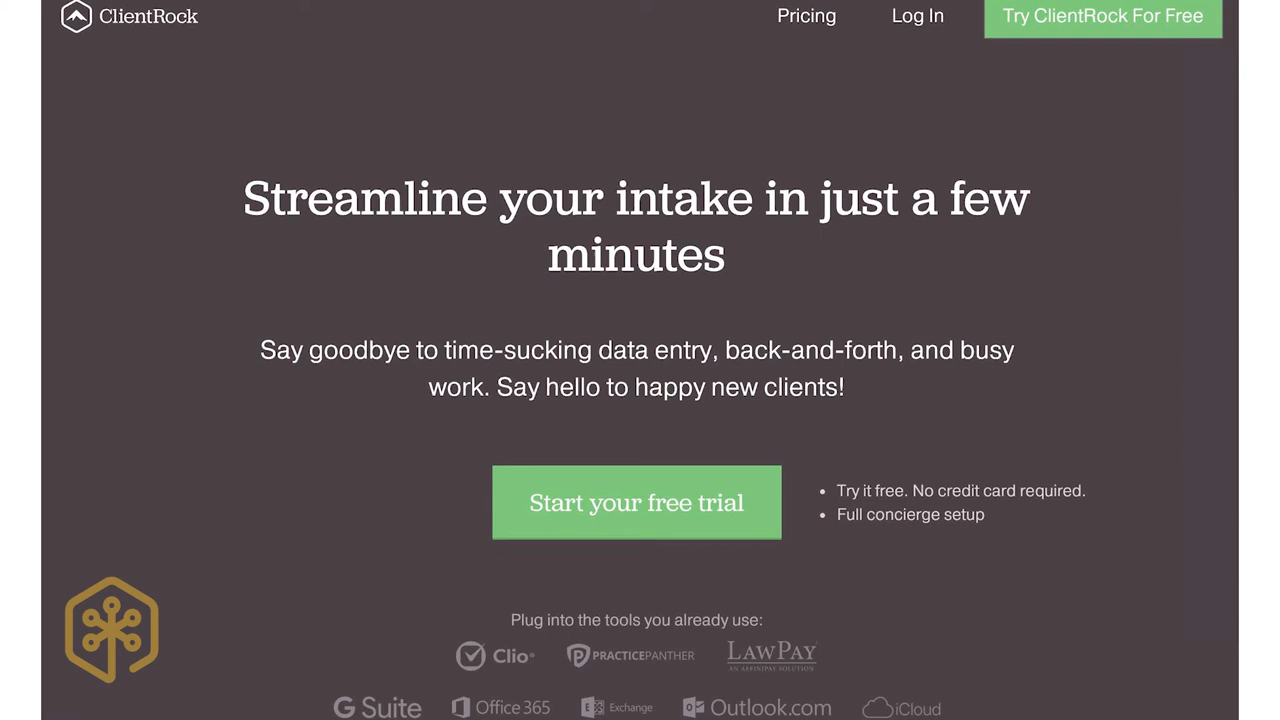 ClientRock
Pricing
Log In
Try ClientRock For Free
Streamline your intake in just a few
minutes
Say goodbye to time-sucking data entry, back-and-forth, and busy
work. Say hello to happy new clients!
Start your free trial
• Try it free. No credit card required.
• Full concierge setup
Plug into the tools you already use:
Clio®
PRACTICEPANTHER
LAWPAY
AN AFFINIPAY SOLUTION
G Suite
Office 365
Exchange
Outlook.com
iCloud